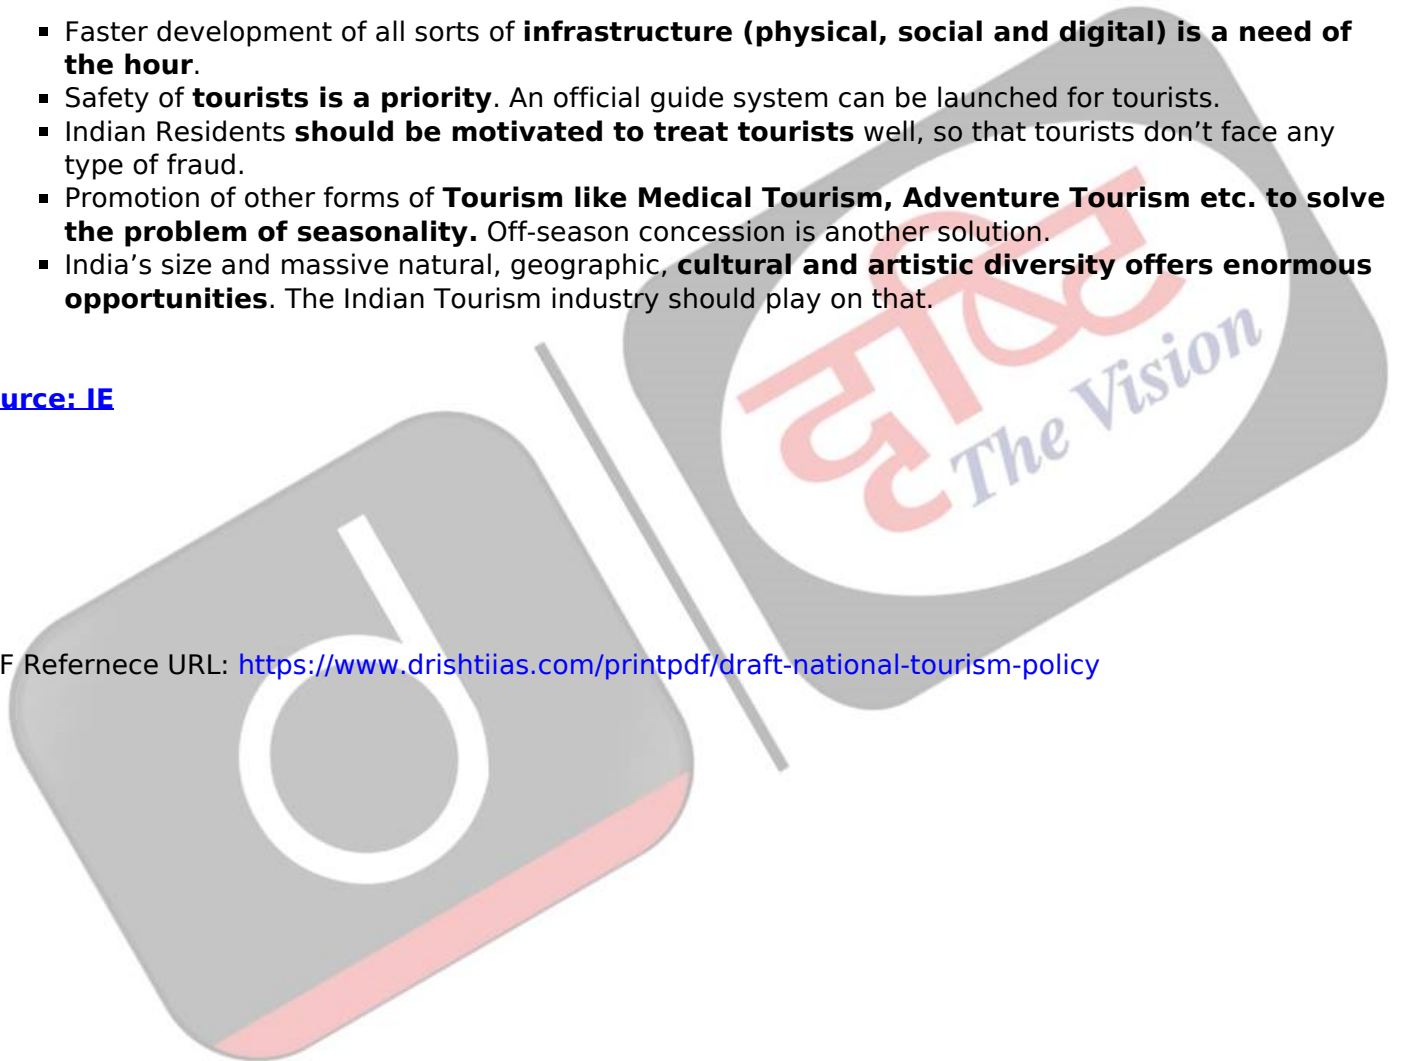 ▪ Faster development of all sorts of infrastructure (physical, social and digital) is a need of
the hour.
▪ Safety of tourists is a priority. An official guide system can be launched for tourists.
▪ Indian Residents should be motivated to treat tourists well, so that tourists don’t face any
type of fraud.
▪ Promotion of other forms of Tourism like Medical Tourism, Adventure Tourism etc. to solve
the problem of seasonality. Off-season concession is another solution.
▪ India’s size and massive natural, geographic, cultural and artistic diversity offers enormous
opportunities. The Indian Tourism industry should play on that.
दृष्टि
The Vision
urce: IE
d
F Refernece URL: https://www.drishtiias.com/printpdf/draft-national-tourism-policy